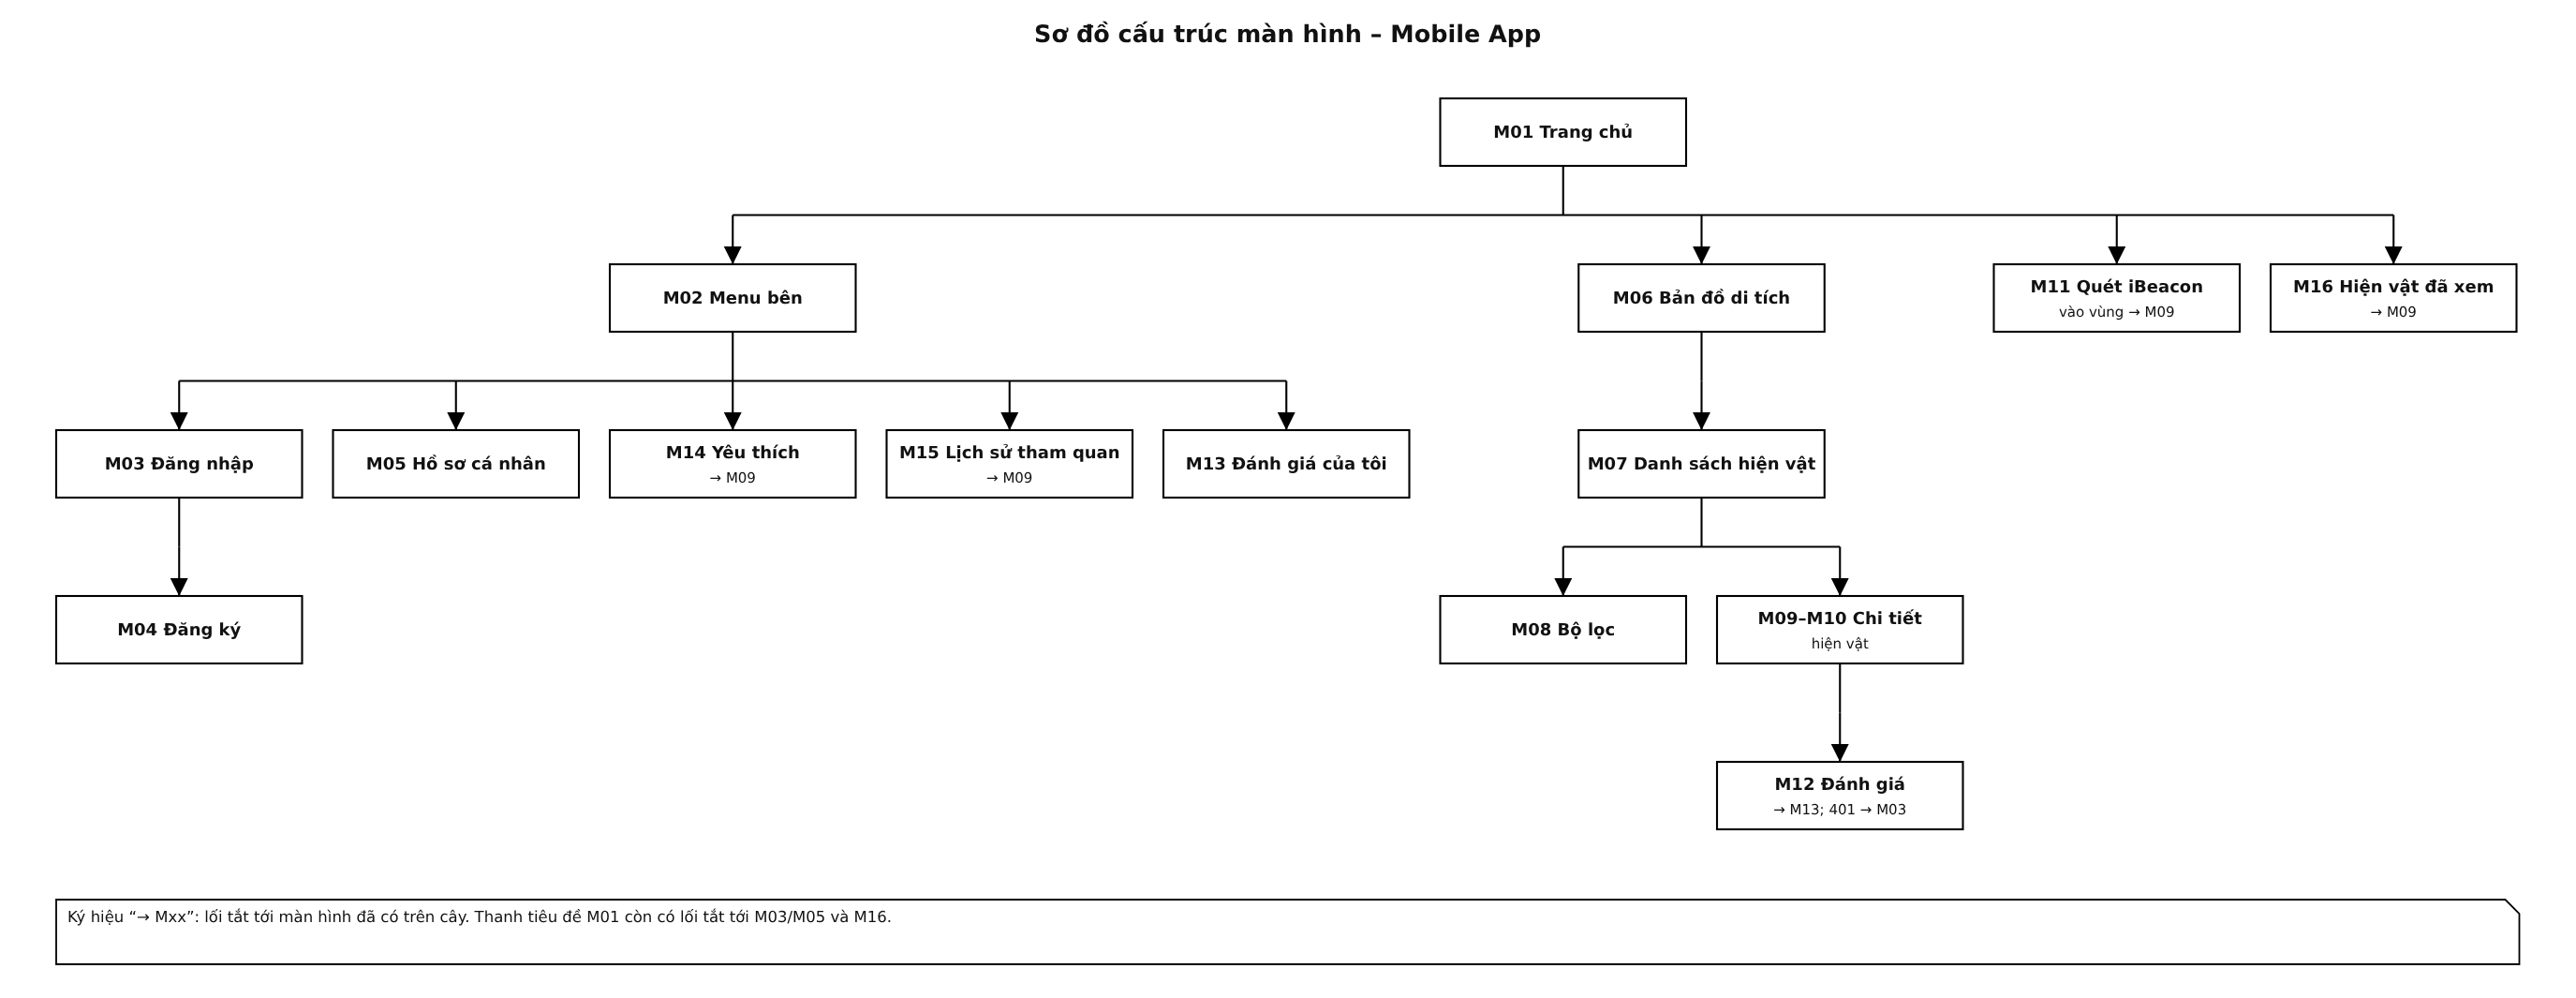 Sơ đồ cấu trúc màn hình – Mobile App
M01 Trang chủ
M02 Menu bên
M06 Bản đồ di tích
M11 Quét iBeacon
vào vùng → M09
M16 Hiện vật đã xem
→ M09
M03 Đăng nhập
M05 Hồ sơ cá nhân
M14 Yêu thích
→ M09
M15 Lịch sử tham quan
→ M09
M13 Đánh giá của tôi
M07 Danh sách hiện vật
M04 Đăng ký
M08 Bộ lọc
M09–M10 Chi tiết
hiện vật
M12 Đánh giá
→ M13; 401 → M03
Ký hiệu “→ Mxx”: lối tắt tới màn hình đã có trên cây. Thanh tiêu đề M01 còn có lối tắt tới M03/M05 và M16.